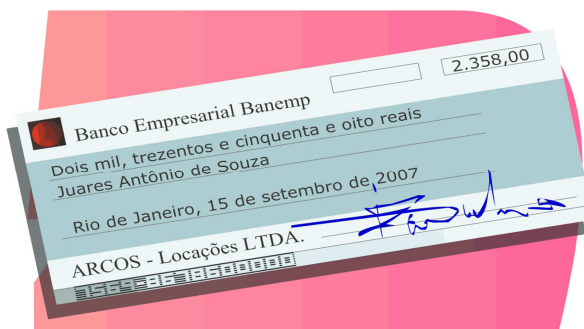 2.358,00
Banco Empresarial Banemp
Dois mil, trezentos e cinquenta e oito reais
Juares Antônio de Souza
Rio de Janeiro, 15 de setembro de 2007
ARCOS - Locações LTDA.